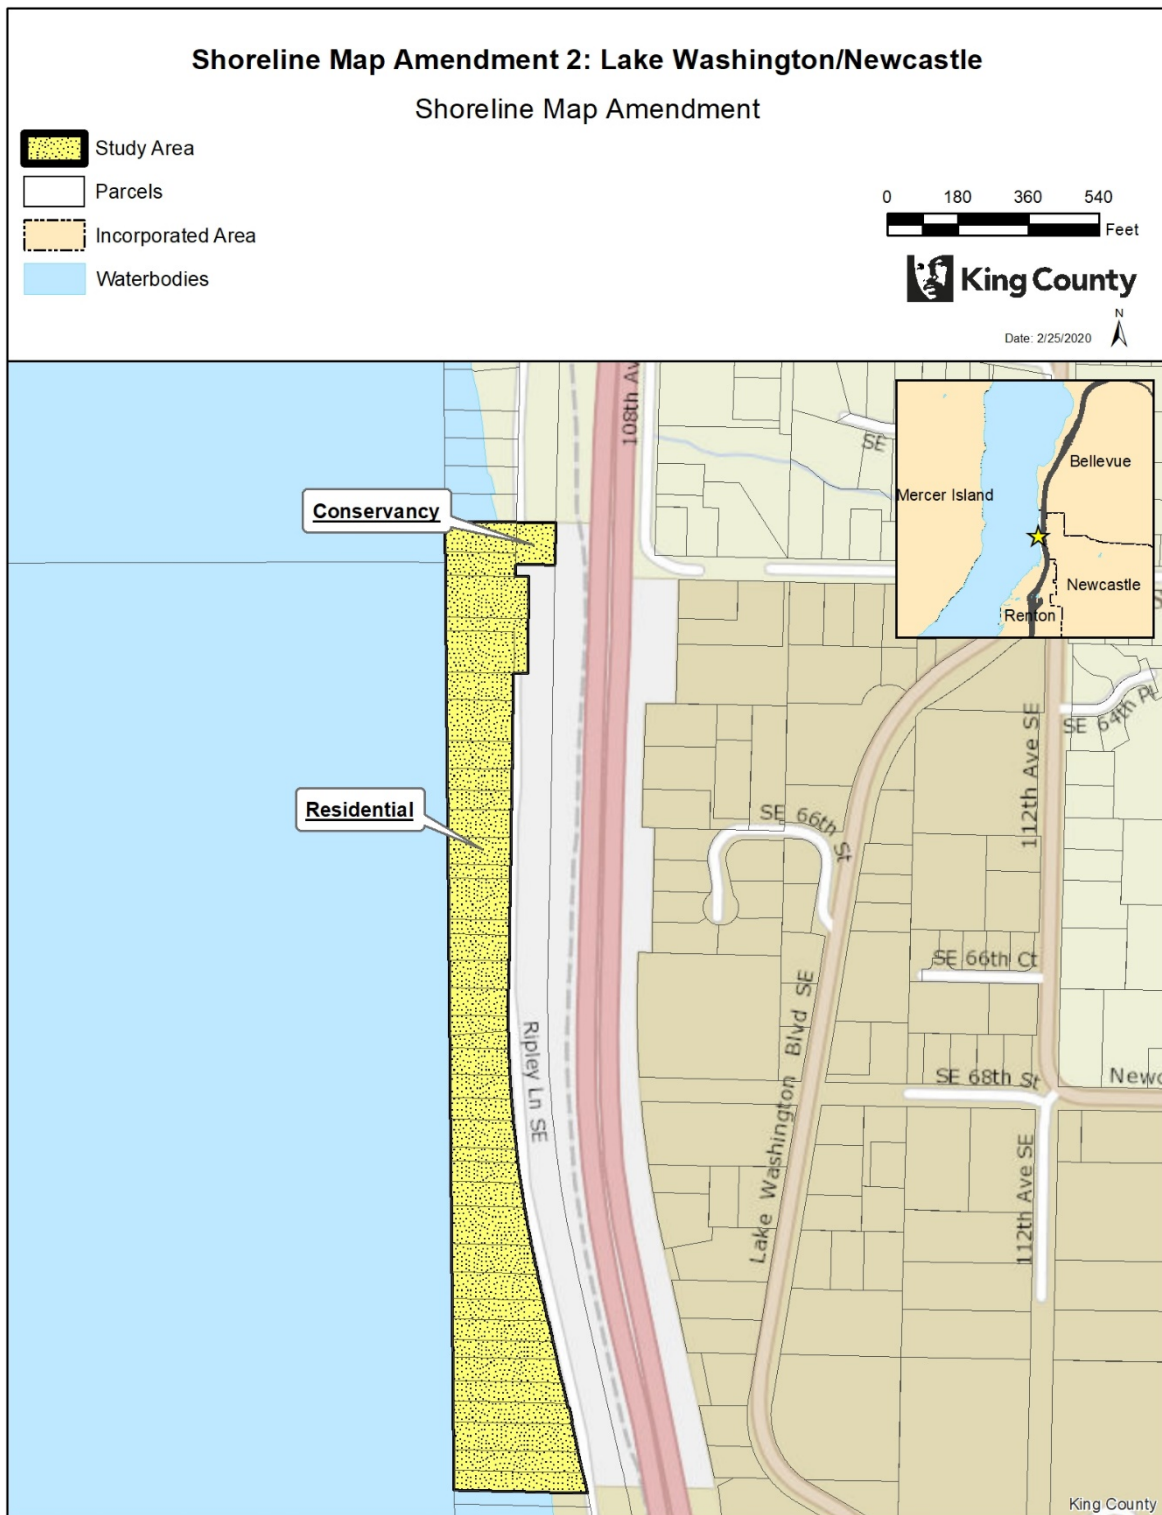 Shoreline Map Amendment 2: Lake Washington/Newcastle
Shoreline Map Amendment
Study Area
Parcels
Incorporated Area
Waterbodies
0 180 360 540
Feet
King County
N
Date: 2/25/2020
108th Av
SE
Bellevue
Mercer Island
Newcastle
Renton
Conservancy
SE 64th PL
112th Ave SE
Residential
SE 66th St
SE 66th Ct
Lake Washington Blvd SE
Ripley Ln SE
SE 68th St
Newc
112th Ave SE
King County